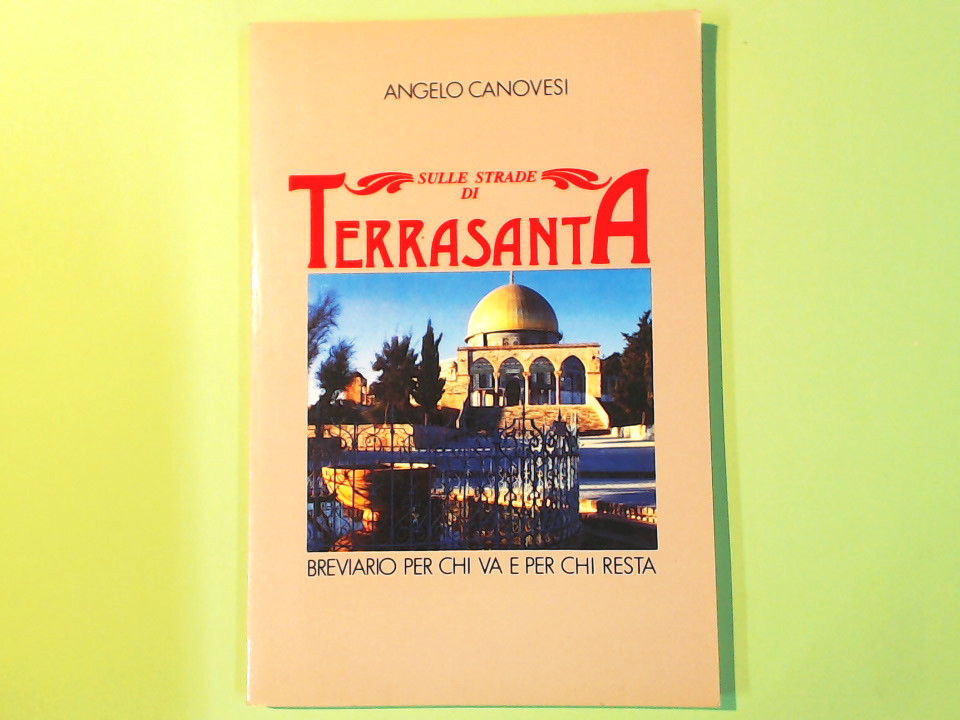 ANGELO CANOVESI
SULLE STRADE
DI
TERRASANTA
BREVIARIO PER CHI VA E PER CHI RESTA